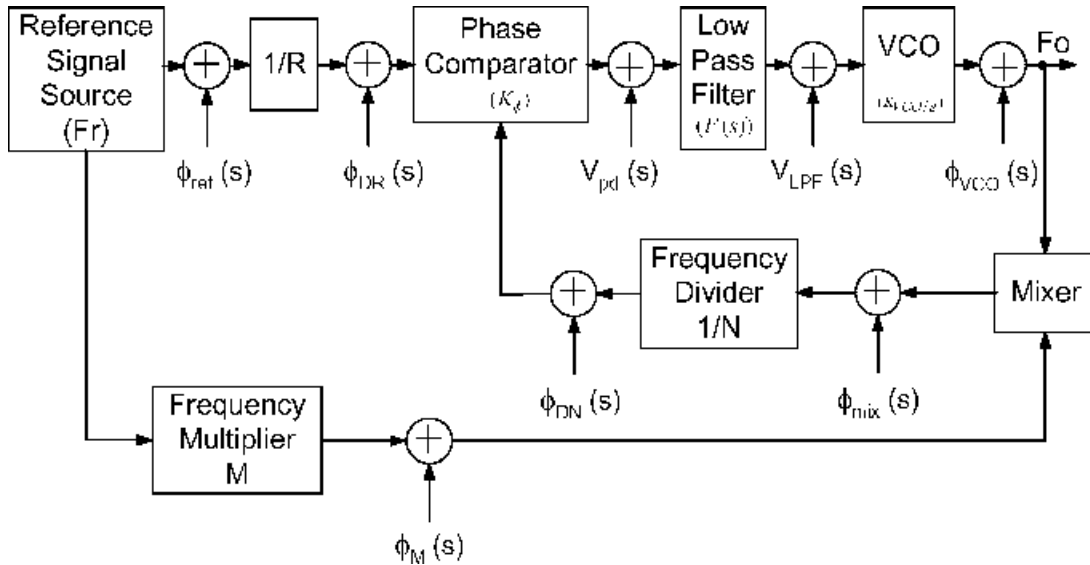 Reference
Signal
Source
(Fr)
1/R
Phase
Comparator
Low
Pass
Filter
(F(s))
VCO
Fo
ϕref (s)
ϕDR (s)
Vpd (s)
VLPF (s)
ϕVCO (s)
Frequency
Divider
1/N
Mixer
ϕDN (s)
ϕmix (s)
Frequency
Multiplier
M
ϕM (s)